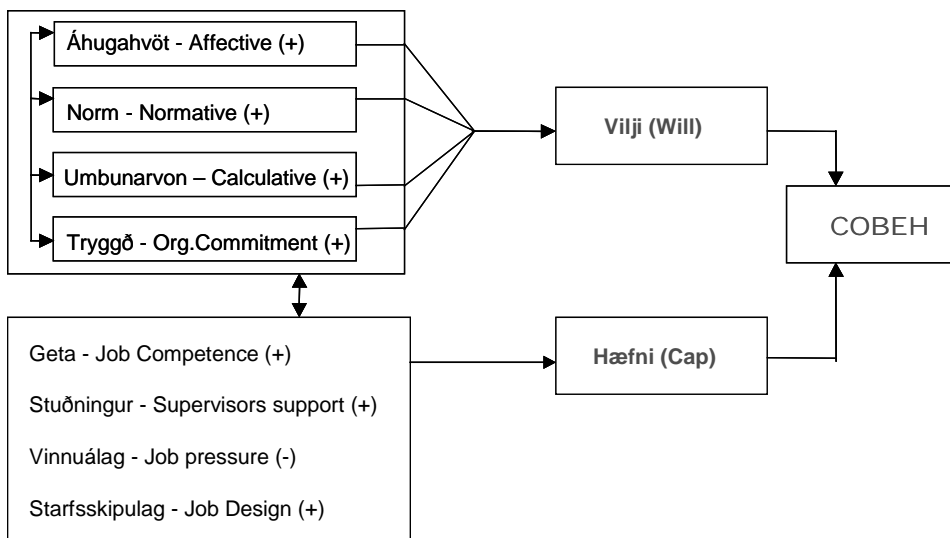 Áhugahvöt - Affective (+)
Norm - Normative (+)
Umbunarvon – Calculative (+)
Tryggð - Org.Commitment (+)
Vilji (Will)
COBEH
Geta - Job Competence (+)
Stuðningur - Supervisors support (+)
Vinnuálag - Job pressure (-)
Starfsskipulag - Job Design (+)
Hæfni (Cap)